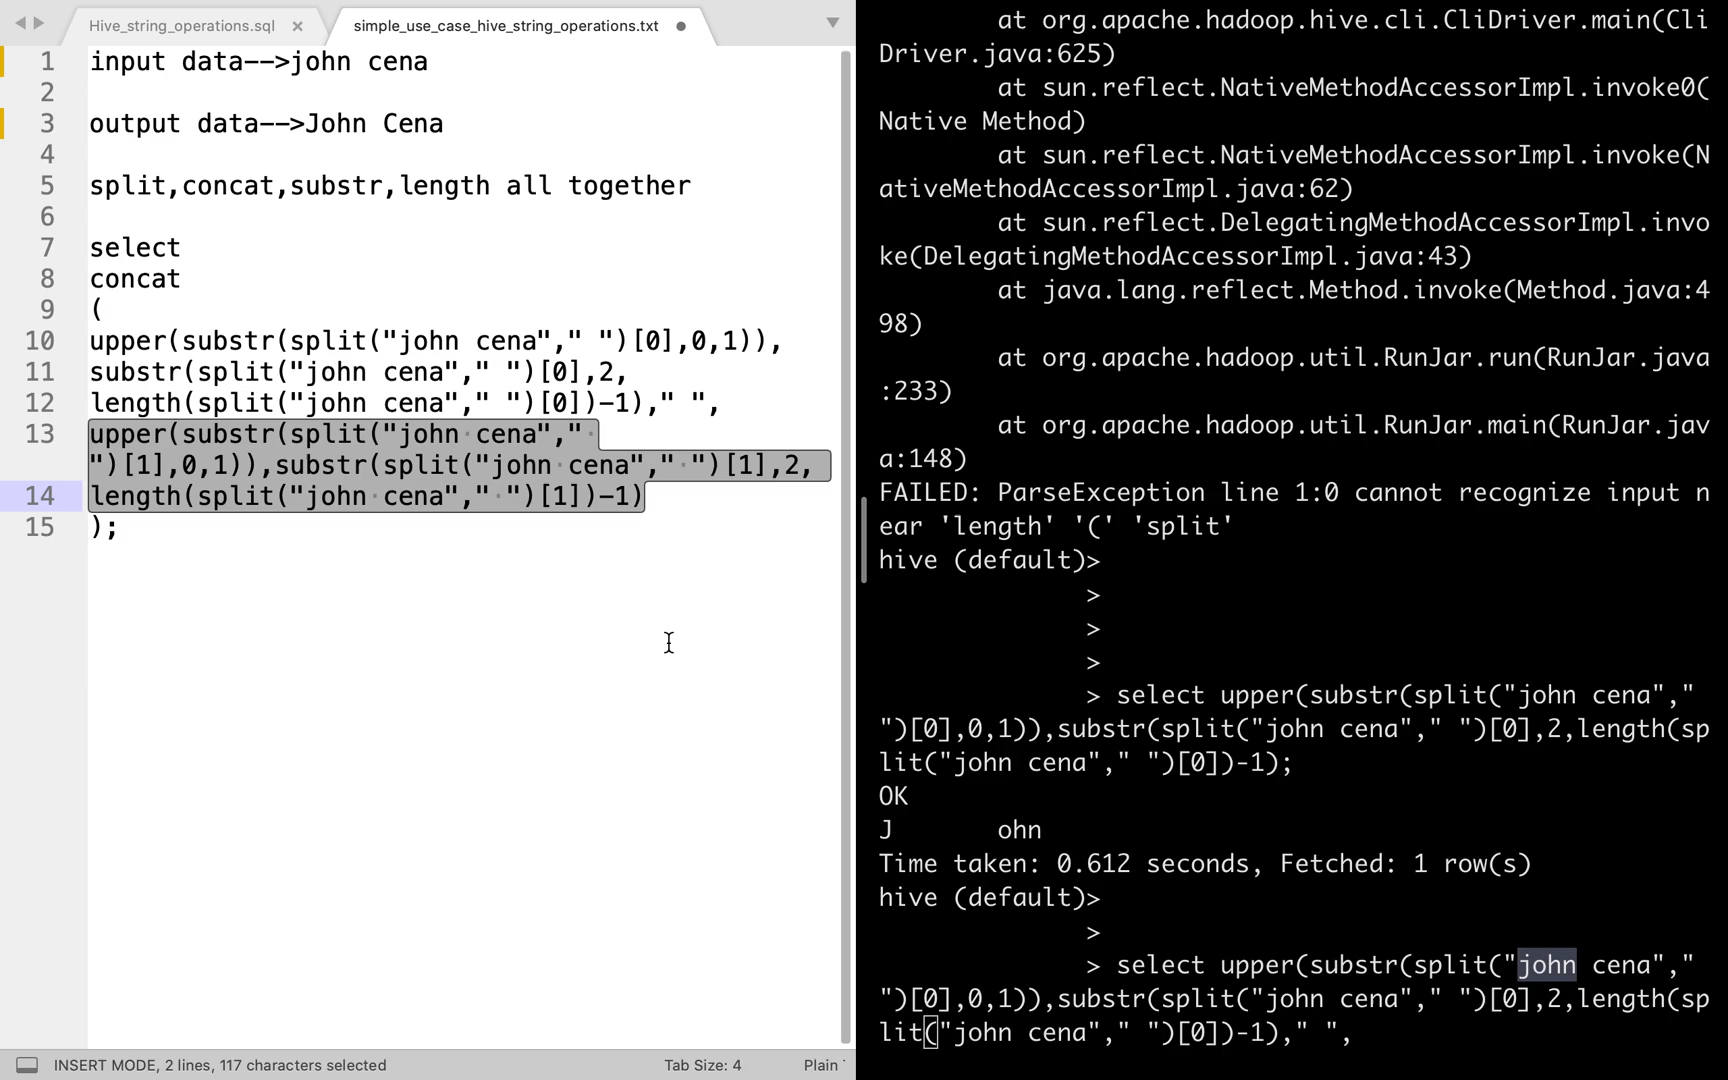 Hive_string_operations.sql ×
simple_use_case_hive_string_operations.txt
1 input data-->john cena
2
3 output data-->John Cena
4
5 split,concat,substr,length all together
6
7 select
8 concat
9 (
10 upper(substr(split("john cena"," ")[0],0,1)),
11 substr(split("john cena"," ")[0],2,
12 length(split("john cena"," ")[0])-1)," ",
13 upper(substr(split("john cena","
")[1],0,1)),substr(split("john cena"," ")[1],2,
14 length(split("john cena"," ")[1])-1)
15 );
INSERT MODE, 2 lines, 117 characters selected
Tab Size: 4
Plain
at org.apache.hadoop.hive.cli.CliDriver.main(Cli
Driver.java:625)
at sun.reflect.NativeMethodAccessorImpl.invoke0(
Native Method)
at sun.reflect.NativeMethodAccessorImpl.invoke(N
ativeMethodAccessorImpl.java:62)
at sun.reflect.DelegatingMethodAccessorImpl.invo
ke(DelegatingMethodAccessorImpl.java:43)
at java.lang.reflect.Method.invoke(Method.java:4
98)
at org.apache.hadoop.util.RunJar.run(RunJar.java
:233)
at org.apache.hadoop.util.RunJar.main(RunJar.jav
a:148)
FAILED: ParseException line 1:0 cannot recognize input n
ear 'length' '(' 'split'
hive (default)>
>
>
>
> select upper(substr(split("john cena","
")[0],0,1)),substr(split("john cena"," ")[0],2,length(sp
lit("john cena"," ")[0])-1);
OK
J ohn
Time taken: 0.612 seconds, Fetched: 1 row(s)
hive (default)>
>
> select upper(substr(split("john cena","
")[0],0,1)),substr(split("john cena"," ")[0],2,length(sp
lit("john cena"," ")[0])-1)," ",